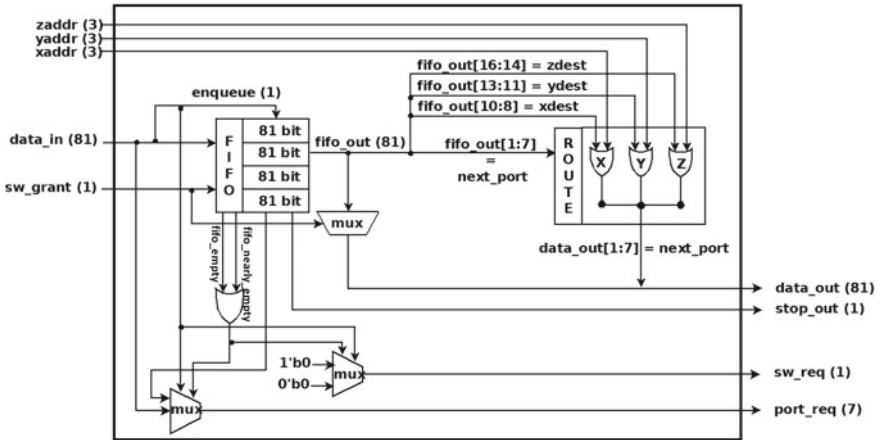 zaddr (3)
yaddr (3)
xaddr (3)
fifo_out[16:14] = zdest
fifo_out[13:11] = ydest
fifo_out[10:8] = xdest
enqueue (1)
data_in (81)
sw_grant (1)
FIFO
81 bit
81 bit
81 bit
81 bit
fifo_out (81)
fifo_out[1:7]
=
next_port
ROUTE
X
Y
Z
mux
fifo_empty
fifo_nearly_empty
data_out[1:7] = next_port
data_out (81)
stop_out (1)
1'b0
0'b0
mux
sw_req (1)
mux
port_req (7)